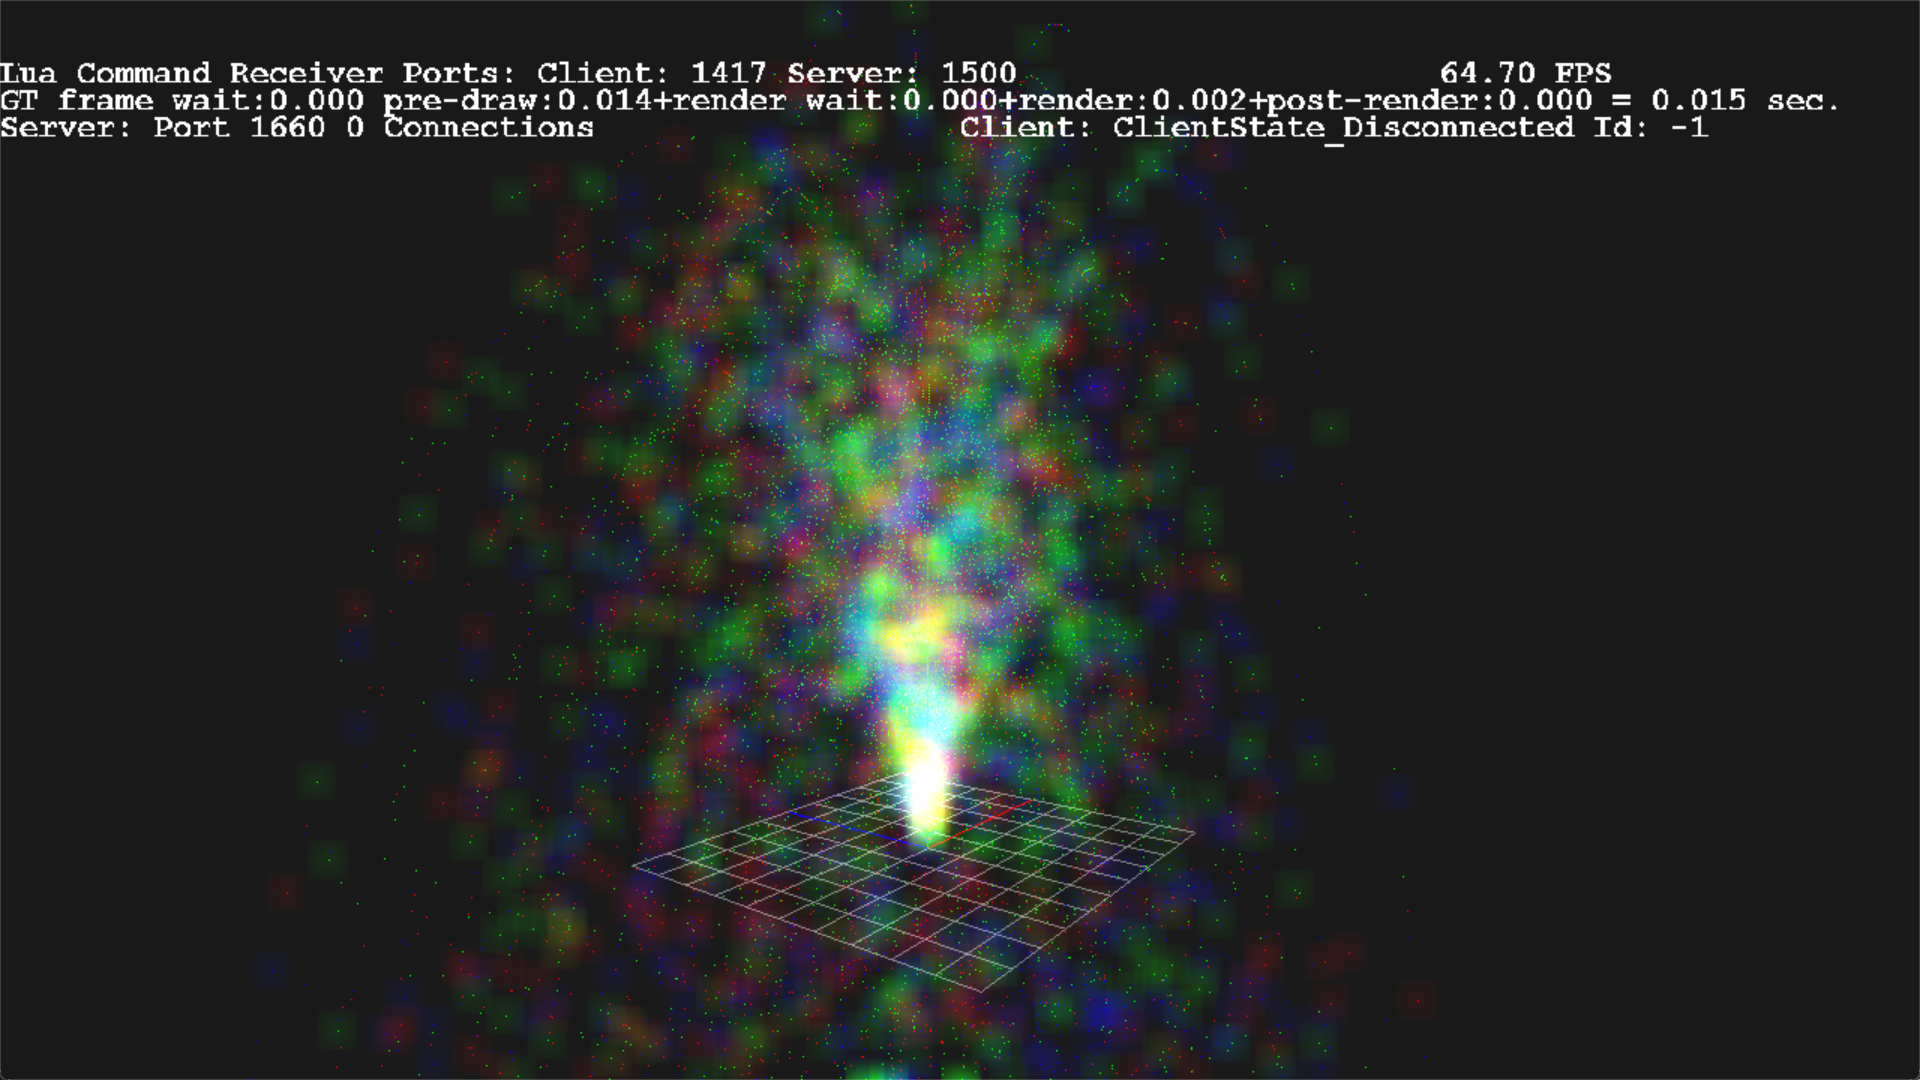 Lua Command Receiver Ports: Client: 1417 Server: 1500 64.70 FPS
GT frame wait:0.000 pre-draw:0.014+render wait:0.000+render:0.002+post-render:0.000 = 0.015 sec.
Server: Port 1660 0 Connections Client: ClientState_Disconnected Id: -1